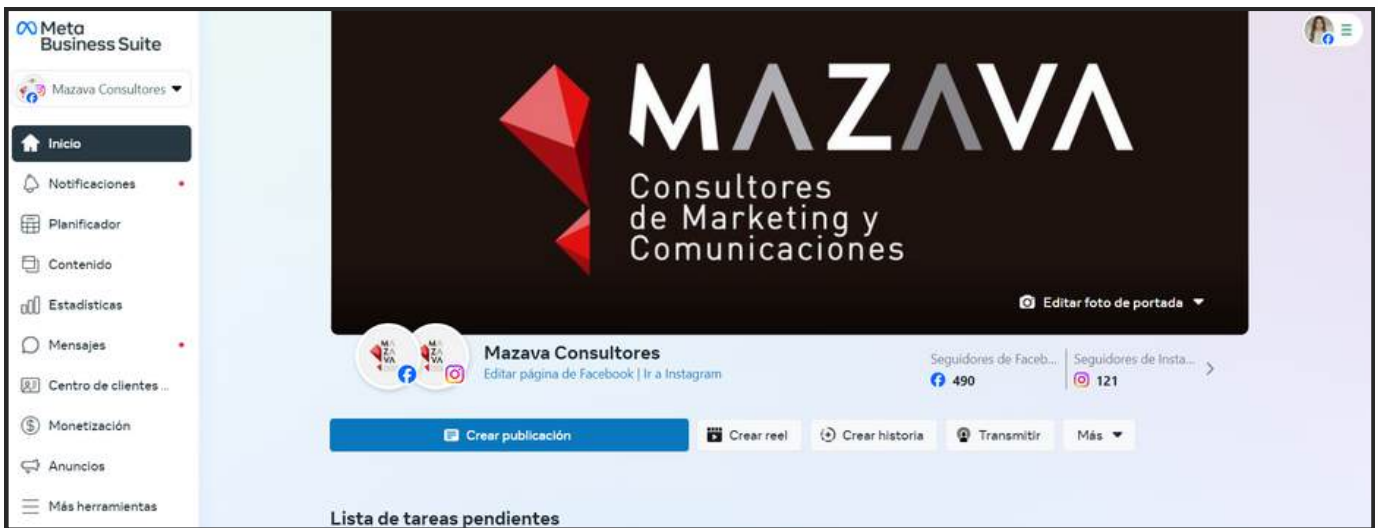 Meta
Business Suite
Mazava Consultores
Inicio
Notificaciones
Planificador
Contenido
Estadísticas
Mensajes
Centro de clientes ...
Monetización
Anuncios
Más herramientas
MAZAVA
Consultores
de Marketing y
Comunicaciones
Editar foto de portada
Mazava Consultores
Editar página de Facebook | Ir a Instagram
Seguidores de Faceb...
490
Seguidores de Insta...
121
Crear publicación
Crear reel
Crear historia
Transmitir
Más
Lista de tareas pendientes